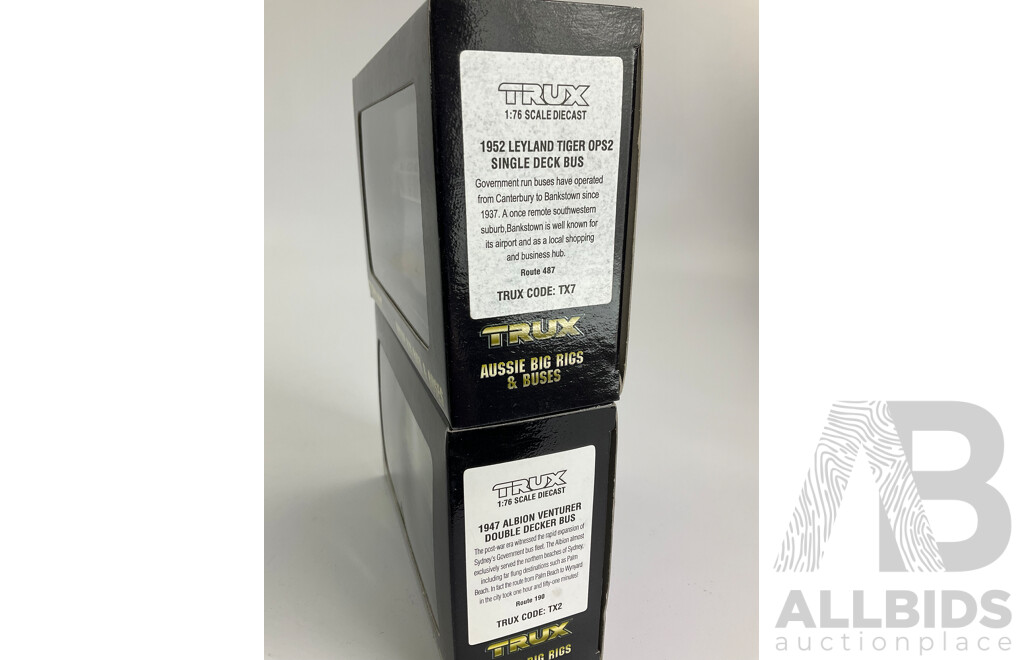 TRUX
1:76 SCALE DIECAST
1952 LEYLAND TIGER OPS2
SINGLE DECK BUS
Government run buses have operated
from Canterbury to Bankstown since
1937. A once remote southwestern
suburb,Bankstown is well known for
its airport and as a local shopping
and business hub.
Route 487
TRUX CODE: TX7
TRUX
AUSSIE BIG RIGS
& BUSES
TRUX
1:76 SCALE DIECAST
1947 ALBION VENTURER
DOUBLE DECKER BUS
The post-war era witnessed the rapid expansion of
Sydney's Government bus fleet. The Albion almost
exclusively served the northern beaches of Sydney,
including far flung destinations such as Palm
Beach. In fact the route from Palm Beach to Wynyard
in the city took one hour and fifty-one minutes!
Route 190
TRUX CODE: TX2
TRUX
BIG RIGS
AB
ALLBIDS
auctionplace